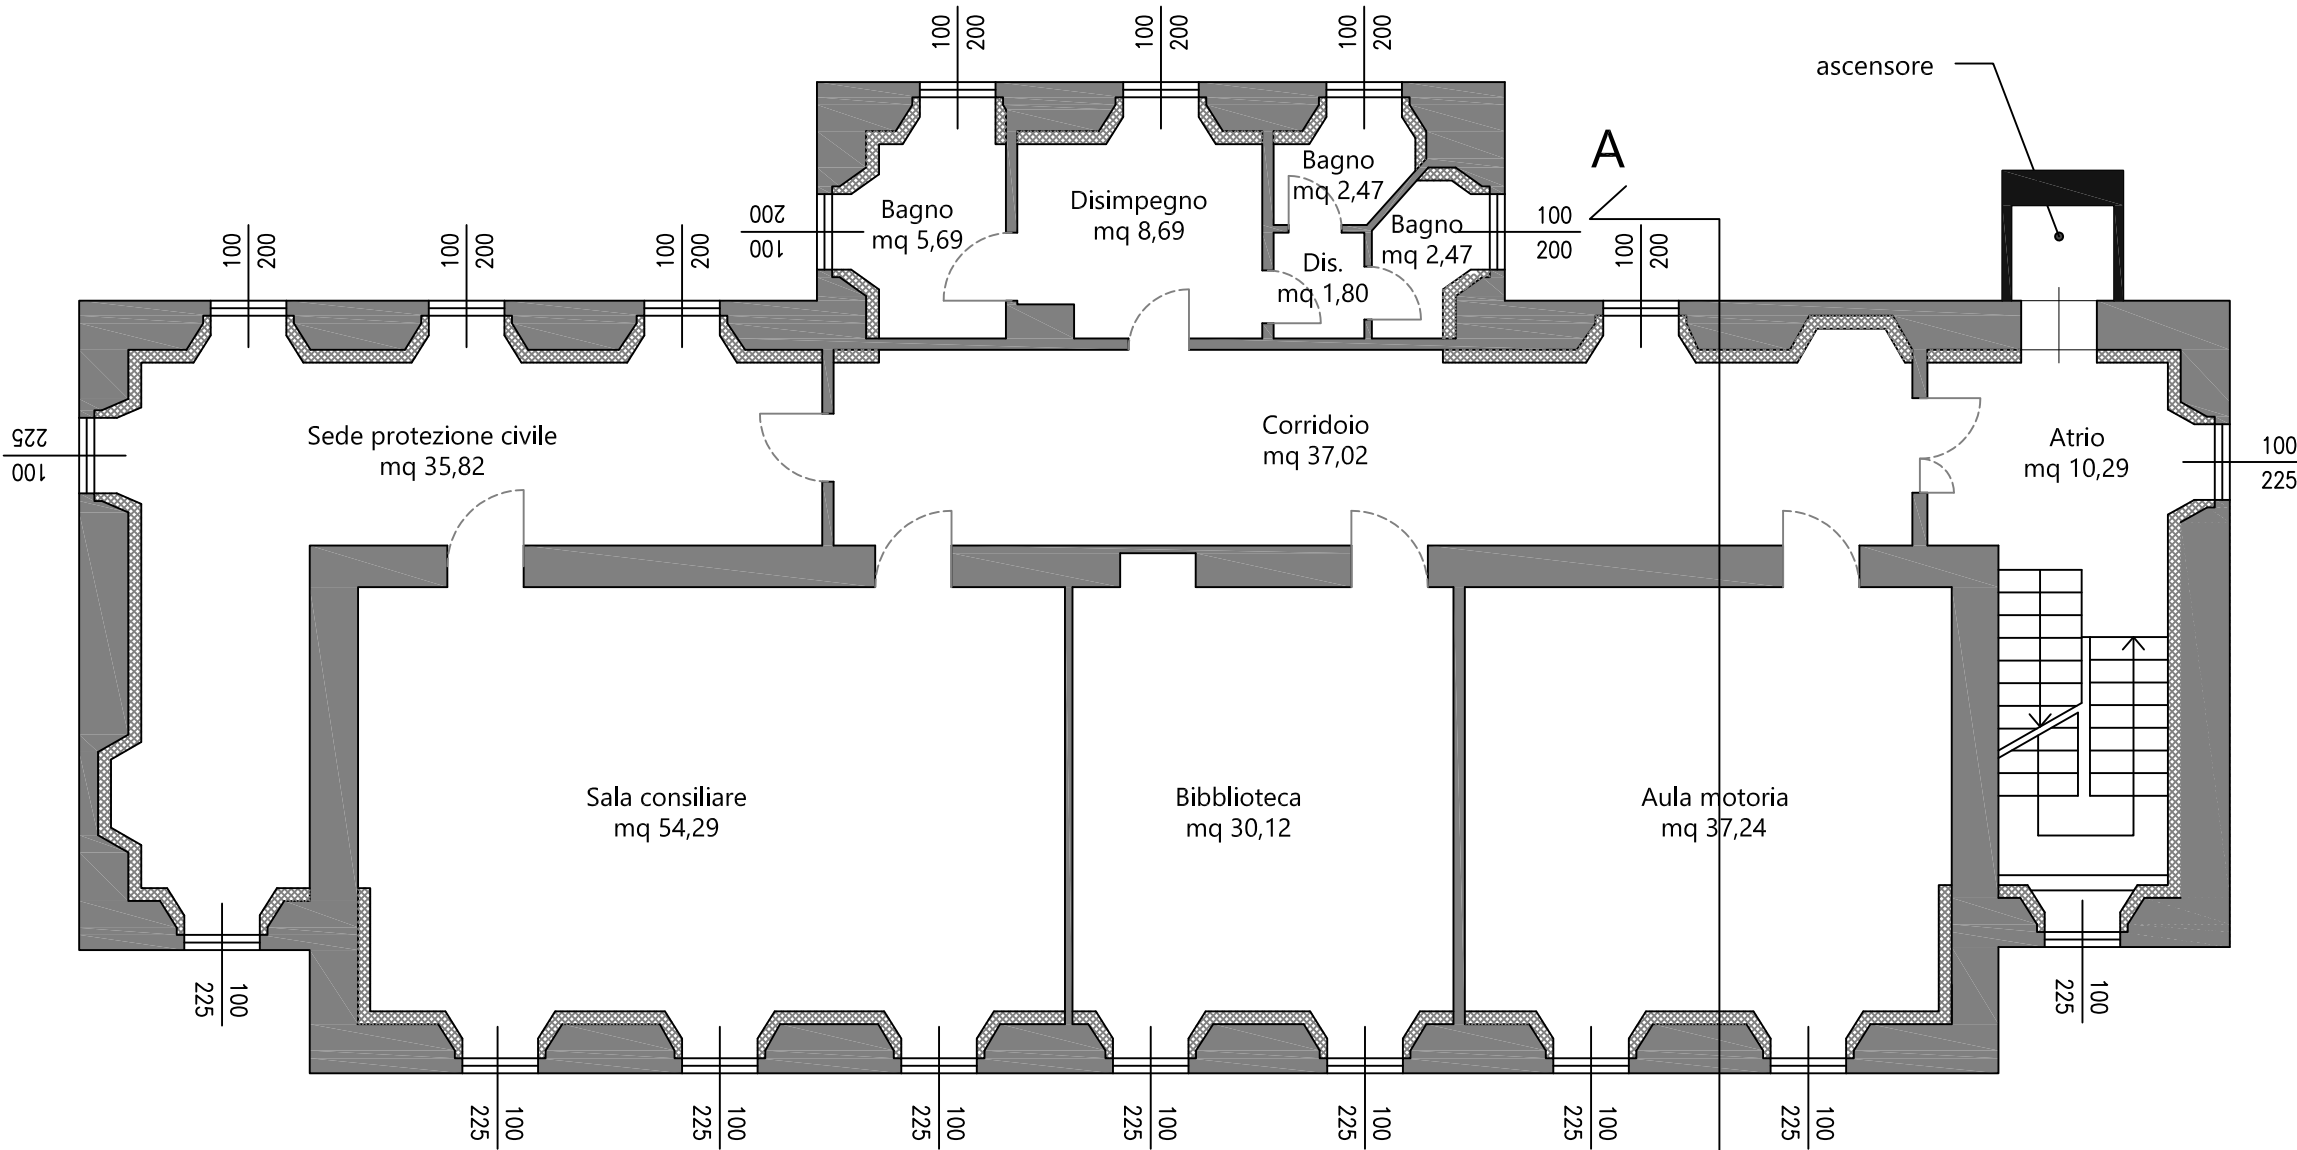 100
200
100
200
100
200
ascensore
A
Bagno
mq 2,47
Disimpegno
mq 8,69
Bagno
mq 5,69
Bagno
mq 2,47
200
100
100
200
100
200
100
200
100
200
100
200
Dis.
mq 1,80
Sede protezione civile
mq 35,82
Corridoio
mq 37,02
Atrio
mq 10,29
225
100
100
225
Sala consiliare
mq 54,29
Bibblioteca
mq 30,12
Aula motoria
mq 37,24
225
100
225
100
225
100
225
100
225
100
225
100
225
100
225
100
225
100